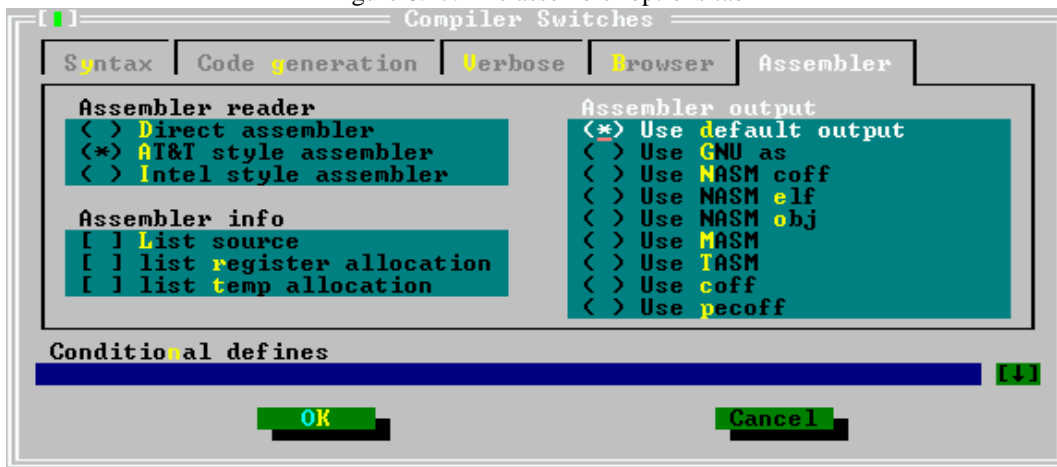 [■] Compiler Switches
Syntax Code generation Verbose Browser Assembler
Assembler reader
( ) Direct assembler
(*) AT&T style assembler
( ) Intel style assembler
Assembler info
[ ] List source
[ ] list register allocation
[ ] list temp allocation
Assembler output
(*) Use default output
( ) Use GNU as
( ) Use NASM coff
( ) Use NASM elf
( ) Use NASM obj
( ) Use MASM
( ) Use TASM
( ) Use coff
( ) Use pecoff
Conditional defines
[↓]
OK Cancel